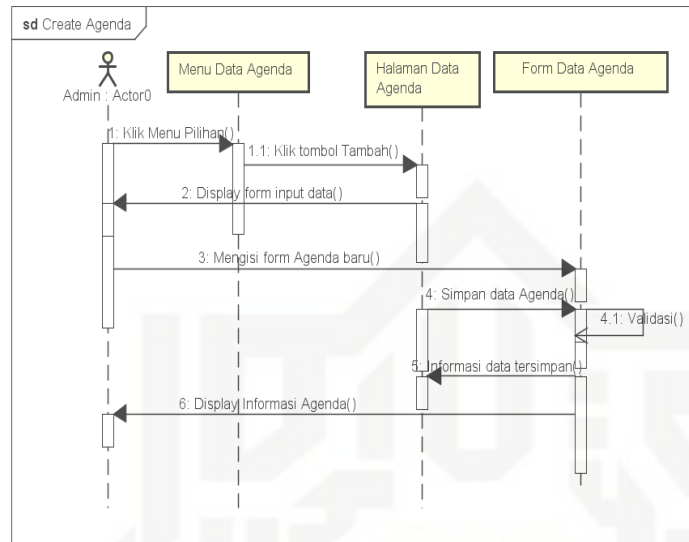 sd Create Agenda
Admin : Actor0
Menu Data Agenda
Halaman Data
Agenda
Form Data Agenda
1: Klik Menu Pilihan()
1.1: Klik tombol Tambah()
2: Display form input data()
3: Mengisi form Agenda baru()
4: Simpan data Agenda()
4.1: Validasi()
5: Informasi data tersimpan()
6: Display Informasi Agenda()